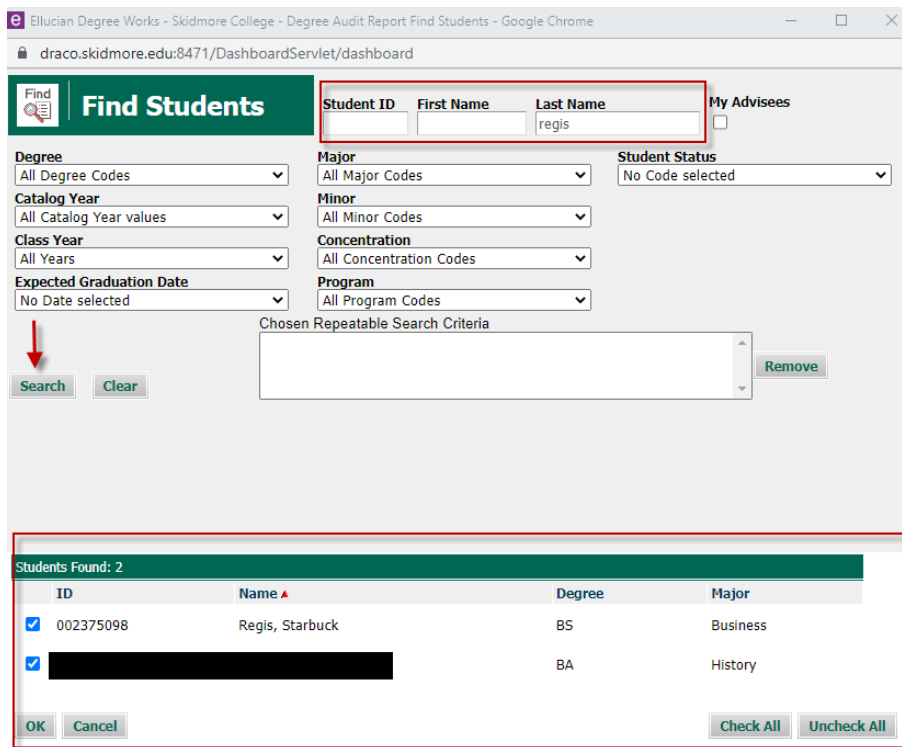 Ellucian Degree Works - Skidmore College - Degree Audit Report Find Students - Google Chrome
draco.skidmore.edu:8471/DashboardServlet/dashboard
Find
Find Students
Student ID First Name Last Name My Advisees
regis
Degree Major Student Status
All Degree Codes All Major Codes No Code selected
Catalog Year Minor
All Catalog Year values All Minor Codes
Class Year Concentration
All Years All Concentration Codes
Expected Graduation Date Program
No Date selected All Program Codes
Chosen Repeatable Search Criteria
Remove
Search Clear
Students Found: 2
ID Name Degree Major
002375098 Regis, Starbuck BS Business
BA History
OK Cancel Check All Uncheck All